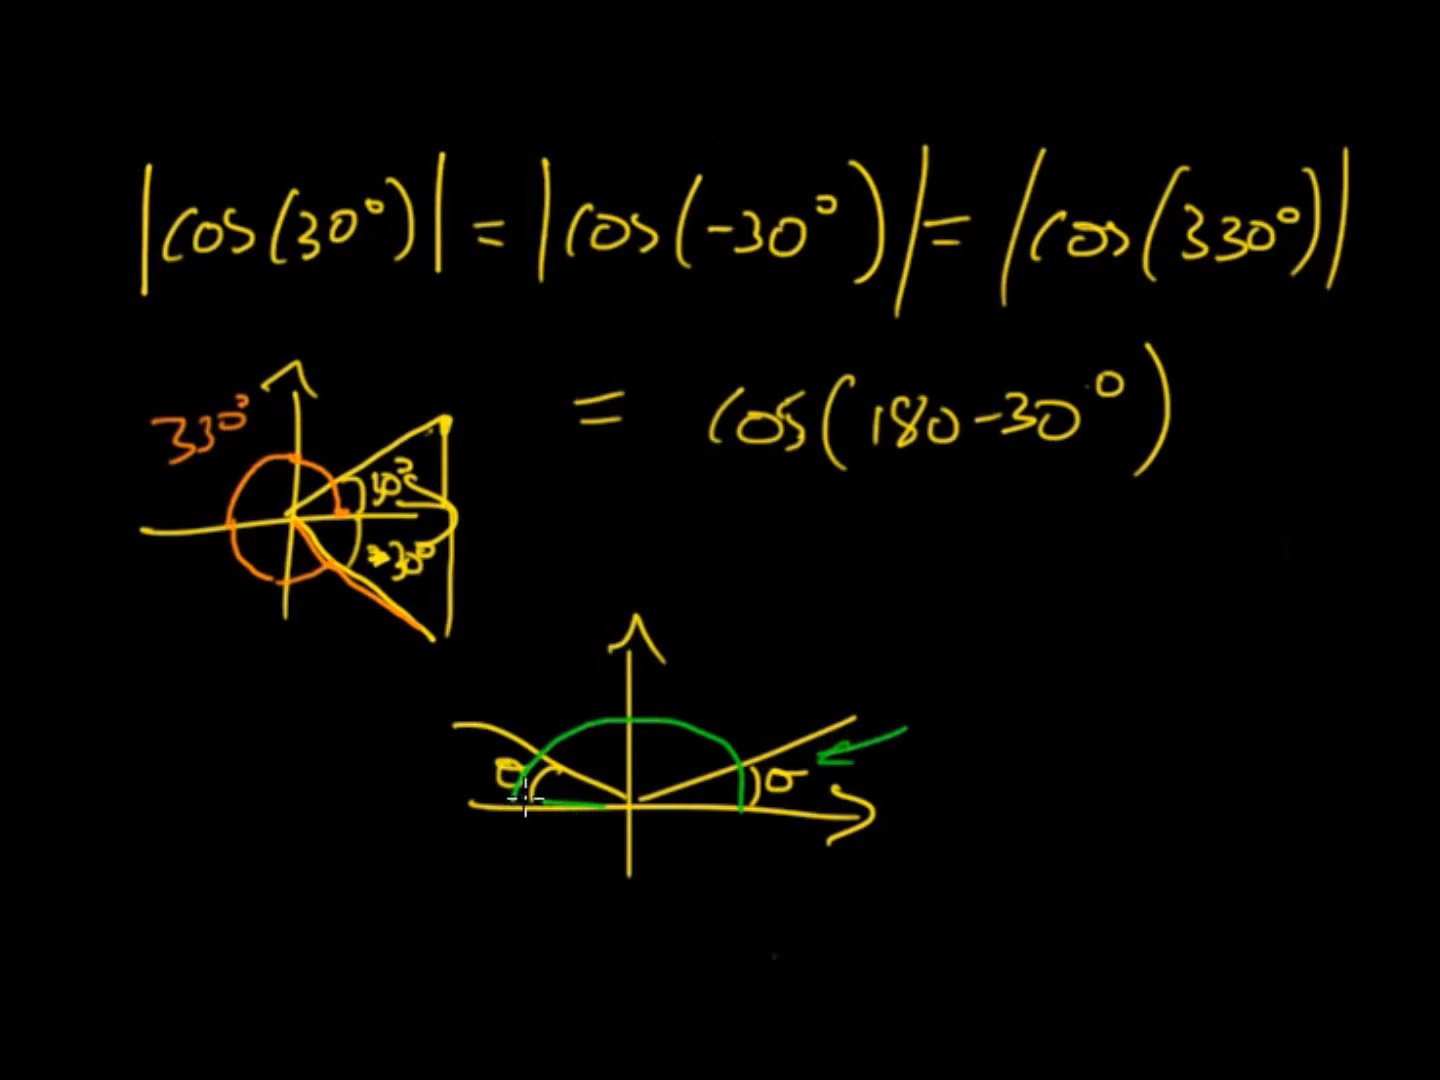 |cos(30°)| = |cos(-30°)| = |cos(330°)|
= cos(180-30°)
330°
30°
-30°
θ σ